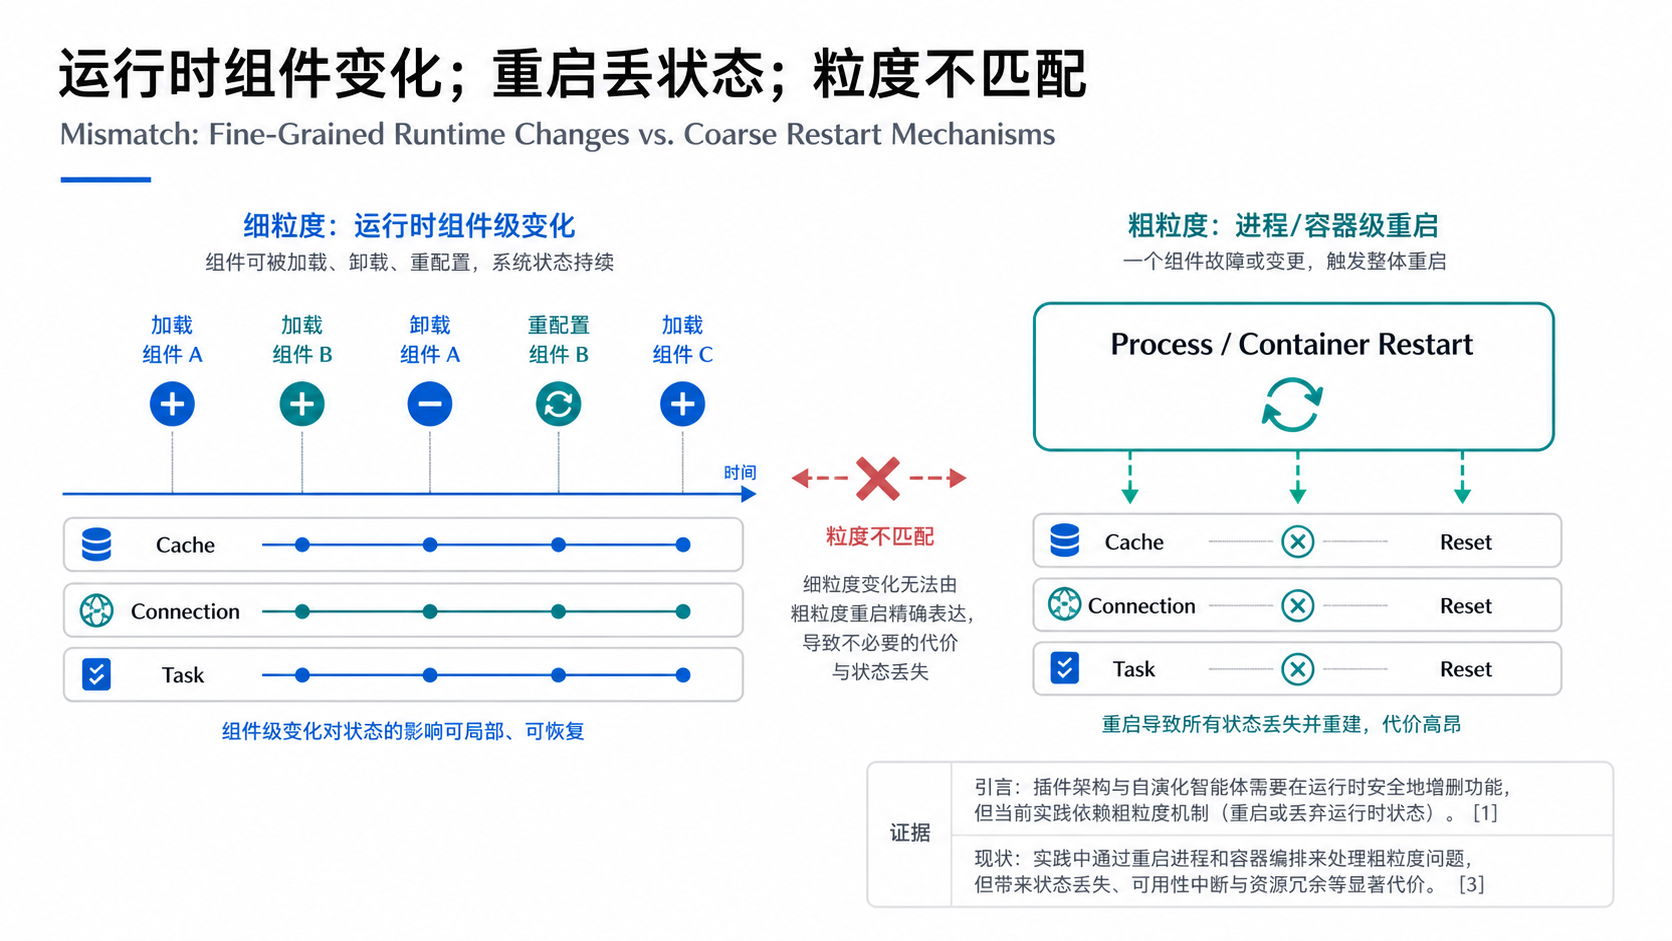 运行时组件变化；重启丢状态；粒度不匹配
Mismatch: Fine-Grained Runtime Changes vs. Coarse Restart Mechanisms
细粒度：运行时组件级变化
组件可被加载、卸载、重配置，系统状态持续
加载
组件 A
加载
组件 B
卸载
组件 A
重配置
组件 B
加载
组件 C
时间
Cache
Connection
Task
组件级变化对状态的影响可局部、可恢复
粒度不匹配
细粒度变化无法由
粗粒度重启精确表达，
导致不必要的代价
与状态丢失
粗粒度：进程/容器级重启
一个组件故障或变更，触发整体重启
Process / Container Restart
Cache Reset
Connection Reset
Task Reset
重启导致所有状态丢失并重建，代价高昂
证据
引言：插件架构与自演化智能体需要在运行时安全地增删功能，
但当前实践依赖粗粒度机制（重启或丢弃运行时状态）。 [1]
现状：实践中通过重启进程和容器编排来处理粗粒度问题，
但带来状态丢失、可用性中断与资源冗余等显著代价。 [3]